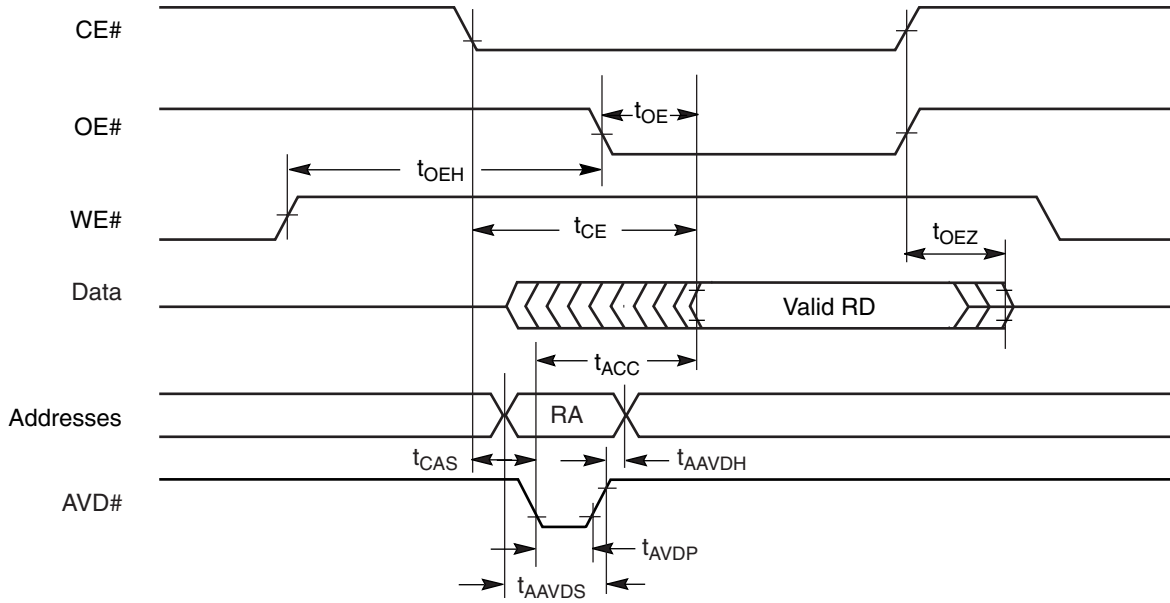 CE#
OE#
tOE
tOEH
WE#
tCE
tOEZ
Data
Valid RD
tACC
Addresses
RA
tCAS
tAAVDH
AVD#
tAVDP
tAAVDS